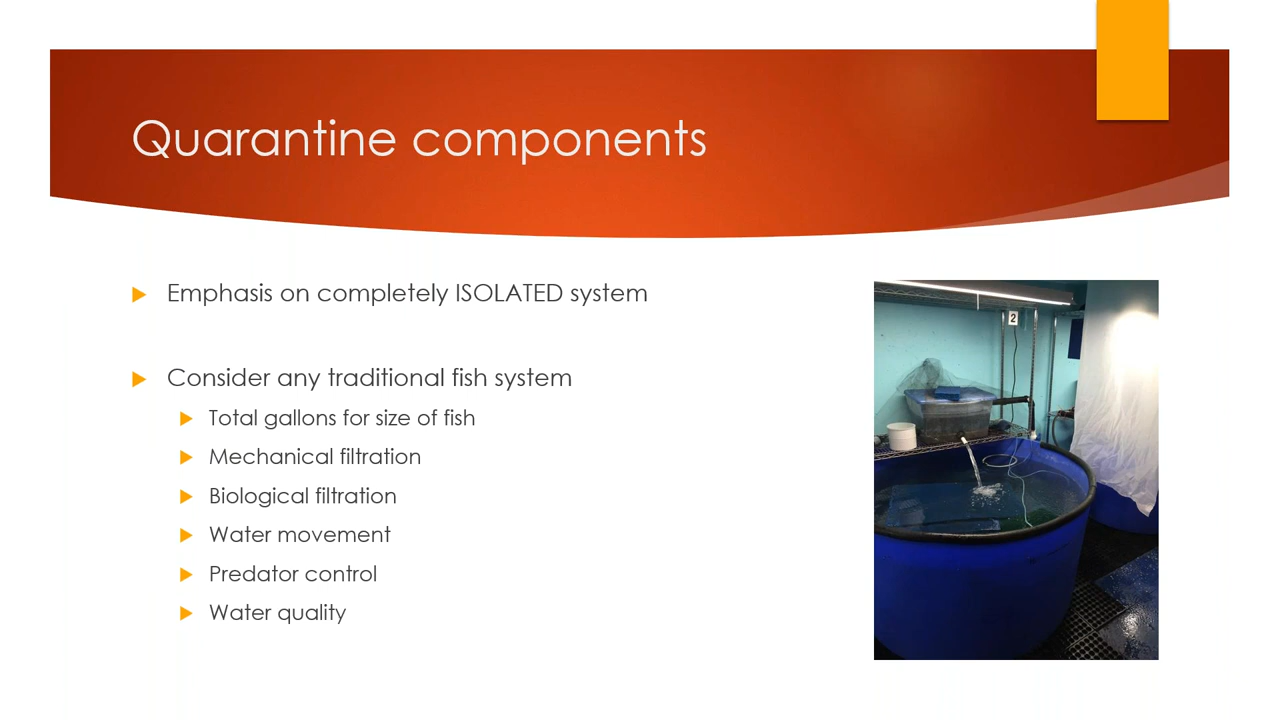 Quarantine components
Emphasis on completely ISOLATED system
Consider any traditional fish system
Total gallons for size of fish
Mechanical filtration
Biological filtration
Water movement
Predator control
Water quality
2